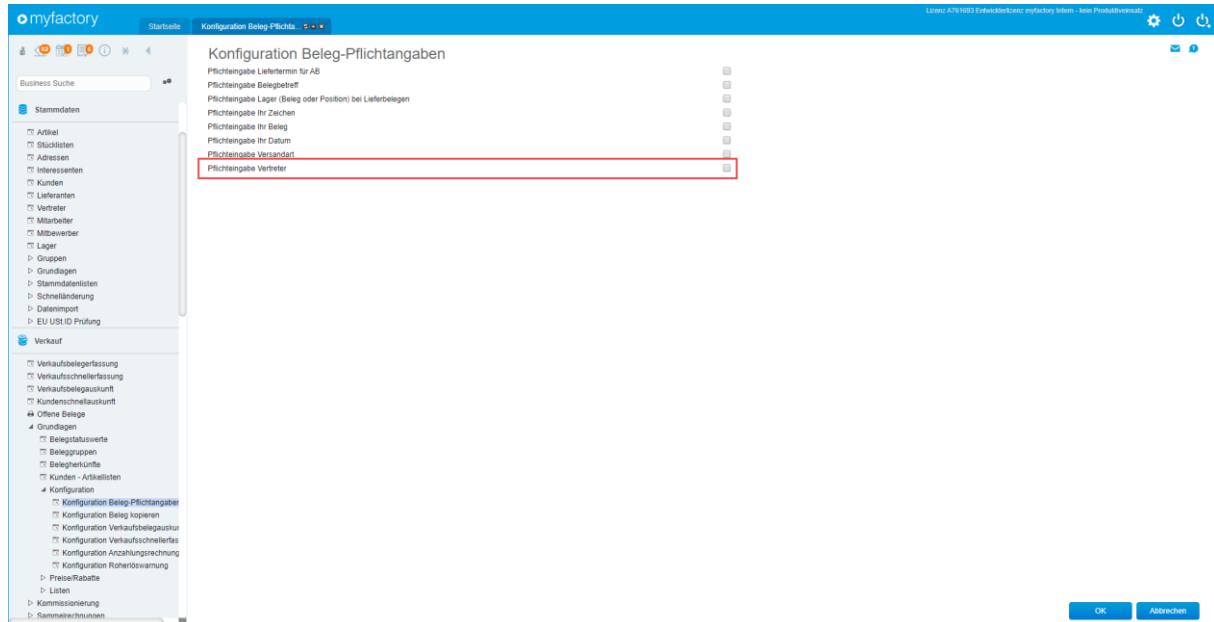 Lizenz A761693 Entwicklerlizenz myfactory Intern - kein Produktiveinsatz
myfactory
Startseite
Konfiguration Beleg-Pflichta...
Konfiguration Beleg-Pflichtangaben
Business Suche
Pflichteingabe Liefertermin für AB
Pflichteingabe Belegbetreff
Pflichteingabe Lager (Beleg oder Position) bei Lieferbelegen
Pflichteingabe Ihr Zeichen
Pflichteingabe Ihr Beleg
Pflichteingabe Ihr Datum
Pflichteingabe Versandart
Pflichteingabe Vertreter
Stammdaten
Artikel
Stücklisten
Adressen
Interessenten
Kunden
Lieferanten
Vertreter
Mitarbeiter
Mitbewerber
Lager
Gruppen
Grundlagen
Stammdatenlisten
Schnelländerung
Datenimport
EU USt.ID Prüfung
Verkauf
Verkaufsbelegerfassung
Verkaufsschnellerfassung
Verkaufsbelegauskunft
Kundenschnellauskunft
Offene Belege
Grundlagen
Belegstatuswerte
Beleggruppen
Belegherkünfte
Kunden - Artikellisten
Konfiguration
Konfiguration Beleg-Pflichtangaben
Konfiguration Beleg kopieren
Konfiguration Verkaufsbelegauskun
Konfiguration Verkaufsschnellerfas
Konfiguration Anzahlungsrechnung
Konfiguration Roherlöswarnung
Preise/Rabatte
Listen
Kommissionierung
Sammelrechnungen
OK
Abbrechen